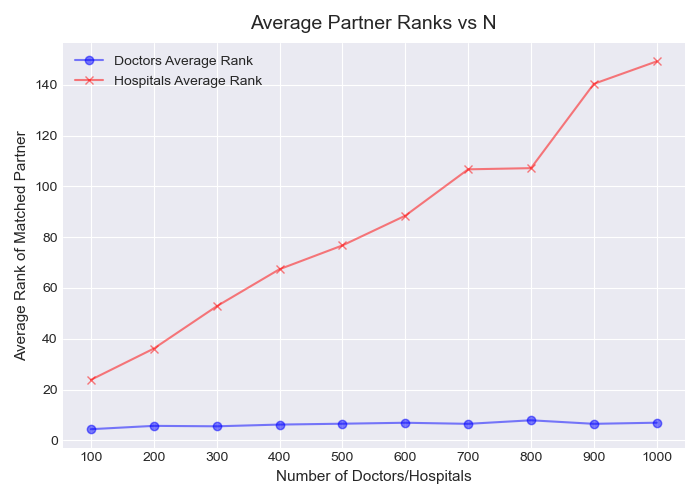 Average Partner Ranks vs N
Doctors Average Rank
Hospitals Average Rank
Average Rank of Matched Partner
140
120
100
80
60
40
20
0
100 200 300 400 500 600 700 800 900 1000
Number of Doctors/Hospitals